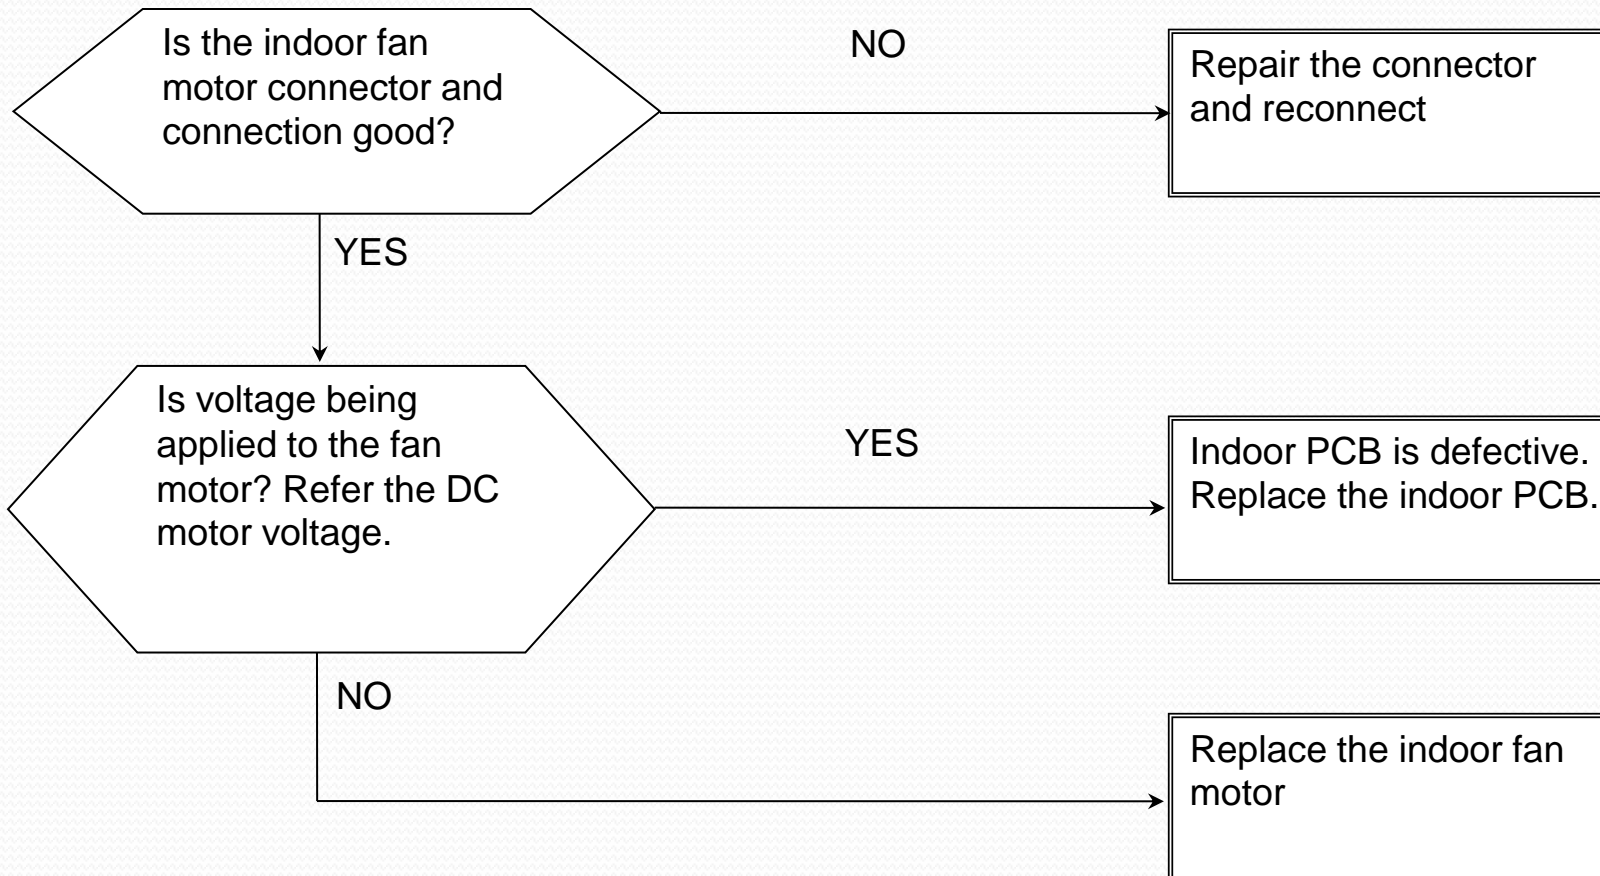 Is the indoor fan
motor connector and
connection good?
NO
Repair the connector
and reconnect
YES
Is voltage being
applied to the fan
motor? Refer the DC
motor voltage.
YES
Indoor PCB is defective.
Replace the indoor PCB.
NO
Replace the indoor fan
motor